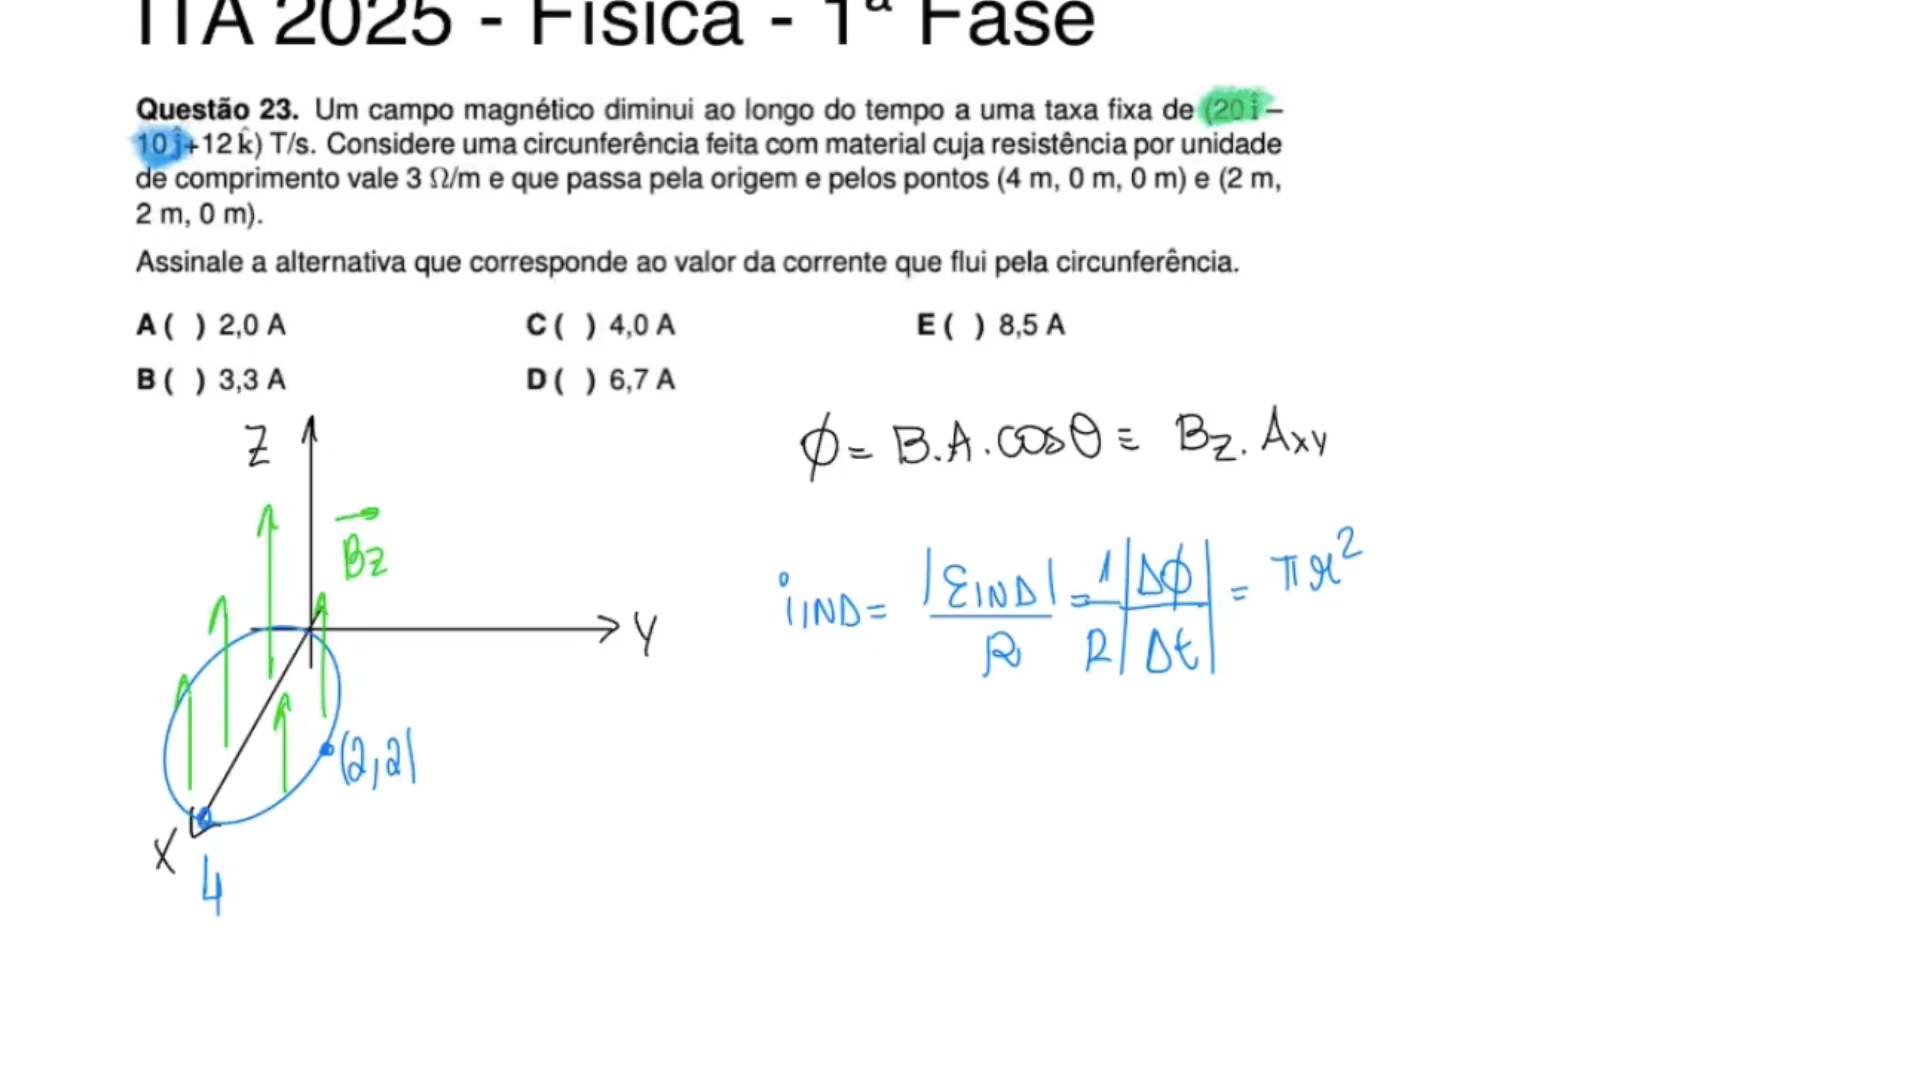 ITA 2025 - Física - 1ª Fase
Questão 23. Um campo magnético diminui ao longo do tempo a uma taxa fixa de (20 î –
10 ĵ+12 k̂) T/s. Considere uma circunferência feita com material cuja resistência por unidade
de comprimento vale 3 Ω/m e que passa pela origem e pelos pontos (4 m, 0 m, 0 m) e (2 m,
2 m, 0 m).
Assinale a alternativa que corresponde ao valor da corrente que flui pela circunferência.
A ( ) 2,0 A
C ( ) 4,0 A
E ( ) 8,5 A
B ( ) 3,3 A
D ( ) 6,7 A
Z
Bz
Y
(2,2)
X
4
ϕ = B.A.cosθ = Bz.Axy
iIND = |εIND|/R = 1/R |Δϕ/Δt| = πr²